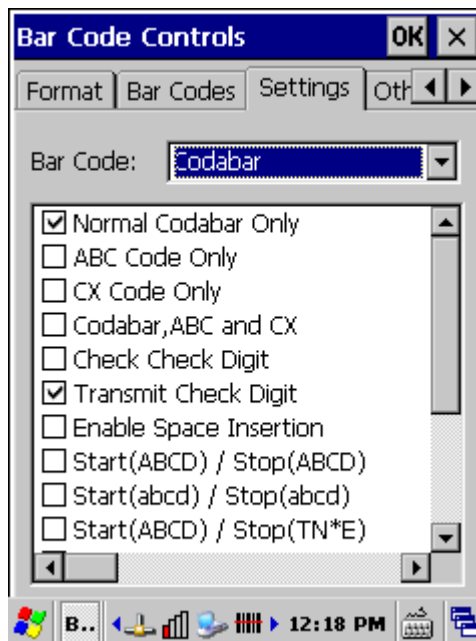 Bar Code Controls OK ×
Format Bar Codes Settings Oth
Bar Code: Codabar
Normal Codabar Only
ABC Code Only
CX Code Only
Codabar,ABC and CX
Check Check Digit
Transmit Check Digit
Enable Space Insertion
Start(ABCD) / Stop(ABCD)
Start(abcd) / Stop(abcd)
Start(ABCD) / Stop(TN*E)
B.. 12:18 PM